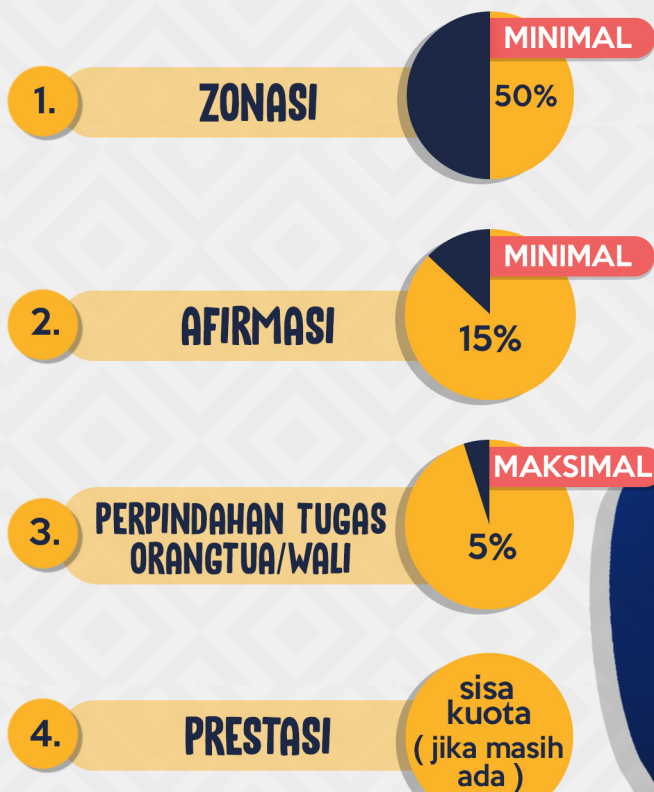 MINIMAL
1. ZONASI
50%
MINIMAL
2. AFIRMASI
15%
MAKSIMAL
3. PERPINDAHAN TUGAS
ORANGTUA/WALI
5%
4. PRESTASI
sisa
kuota
( jika masih
ada )